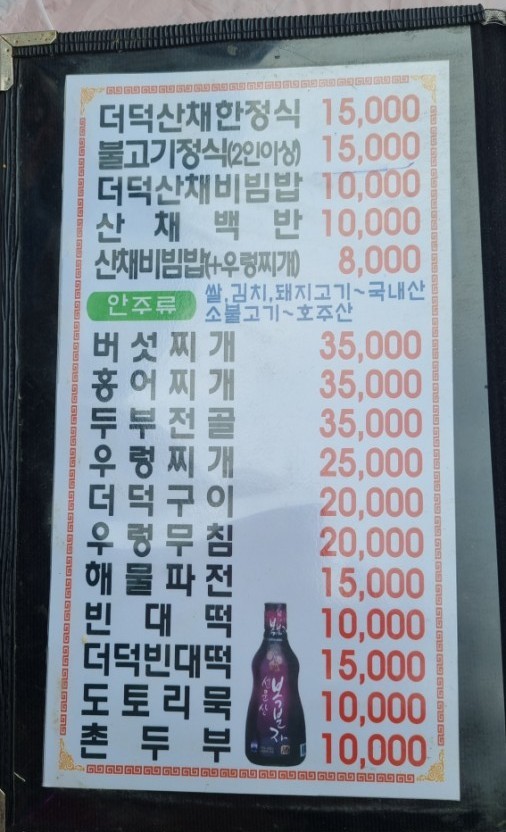 더덕산채한정식 15,000
불고기정식(2인이상) 15,000
더덕산채비빔밥 10,000
산채백반 10,000
산채비빔밥(+우렁찌개) 8,000
안주류
쌀,김치,돼지고기~국내산
소불고기~호주산
버섯찌개 35,000
홍어찌개 35,000
두부전골 35,000
우렁찌개 25,000
더덕구이 20,000
우렁무침 20,000
해물파전 15,000
빈대떡 10,000
더덕빈대떡 15,000
도토리묵 10,000
촌두부 10,000
선운산
복분자